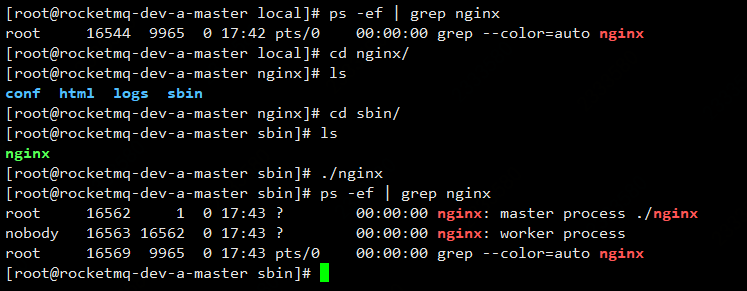 [root@rocketmq-dev-a-master local]# ps -ef | grep nginx
root     16544  9965  0 17:42 pts/0    00:00:00 grep --color=auto nginx
[root@rocketmq-dev-a-master local]# cd nginx/
[root@rocketmq-dev-a-master nginx]# ls
conf  html  logs  sbin
[root@rocketmq-dev-a-master nginx]# cd sbin/
[root@rocketmq-dev-a-master sbin]# ls
nginx
[root@rocketmq-dev-a-master sbin]# ./nginx
[root@rocketmq-dev-a-master sbin]# ps -ef | grep nginx
root     16562     1  0 17:43 ?        00:00:00 nginx: master process ./nginx
nobody   16563 16562  0 17:43 ?        00:00:00 nginx: worker process
root     16569  9965  0 17:43 pts/0    00:00:00 grep --color=auto nginx
[root@rocketmq-dev-a-master sbin]#